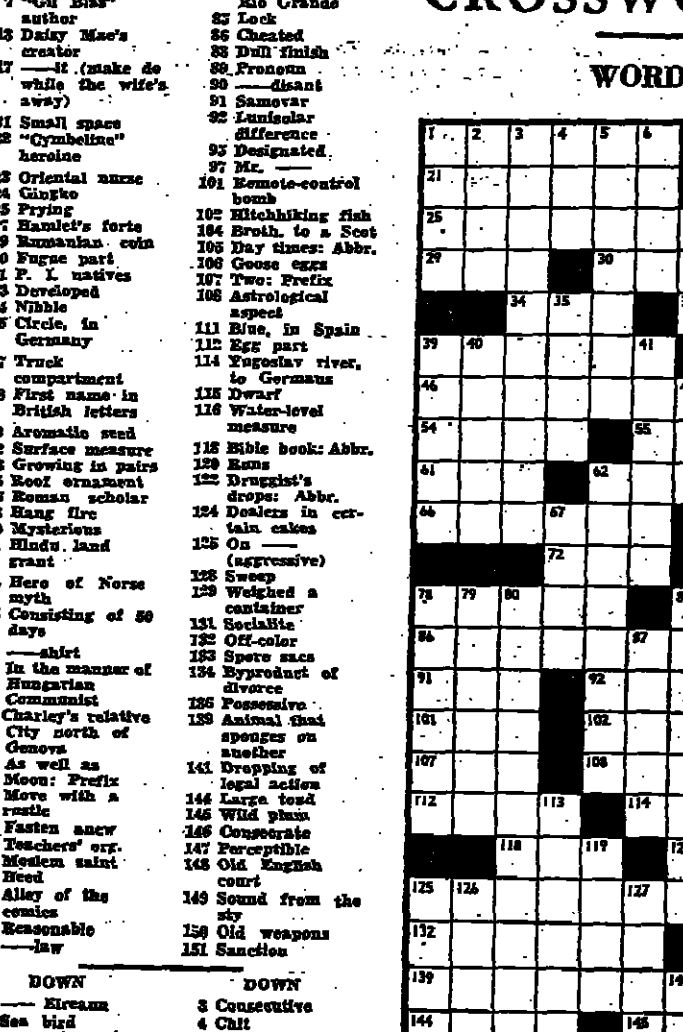 "Gil Blas"
author
13 Daisy Mae's
creator
17 ——it (make do
while the wife's
away)
21 Small space
22 "Cymbeline"
heroine
23 Oriental nurse
24 Gingko
25 Prying
27 Hamlet's forte
29 Rumanian coin
30 Fugue part
31 P. I. natives
33 Developed
34 Nibble
Circle, in
Germany
Truck
compartment
First name in
British letters
Aromatic seed
Surface measure
Growing in pairs
Roof ornament
Roman scholar
Hang fire
Mysterious
Hindu land
grant
Hero of Norse
myth
Consisting of 50
days
——shirt
In the manner of
Hungarian
Communist
Charley's relative
City north of
Genova
As well as
Moon: Prefix
Move with a
rustle
Fasten anew
Teachers' org.
Moslem saint
Heed
Alley of the
comics
Reasonable
——law
DOWN
—— Eireann
Sea bird
Rio Grande
85 Lock
86 Cheated
88 Dull finish
89 Pronoun
90 ——disant
91 Samovar
92 Lunisolar
difference
95 Designated
97 Mr. ——
101 Remote-control
bomb
102 Hitchhiking fish
104 Broth, to a Scot
105 Day times: Abbr.
106 Goose eggs
107 Two: Prefix
108 Astrological
aspect
111 Blue, in Spain
112 Egg part
114 Yugoslav river,
to Germans
115 Dwarf
116 Water-level
measure
118 Bible book: Abbr.
120 Runs
122 Druggist's
drops: Abbr.
124 Dealers in cer-
tain cakes
125 On ——
(aggressive)
128 Sweep
129 Weighed a
container
131 Socialite
132 Off-color
133 Spore sacs
134 Byproduct of
divorce
136 Possessive
139 Animal that
sponges on
another
141 Dropping of
legal action
144 Large toad
145 Wild plum
146 Consecrate
147 Perceptible
148 Old English
court
149 Sound from the
sty
150 Old weapons
151 Sanction
DOWN
3 Consecutive
4 Chit
CROSSWO
WORD
1 2 3 4 5 6
21
25
29 30
34 35
39 40 41
46
54 55
61 62
66 67
72
78 79 80
86 87
91 92
101 102
107 108
112 113 114
118 119
125 126 127
132
139
144 145